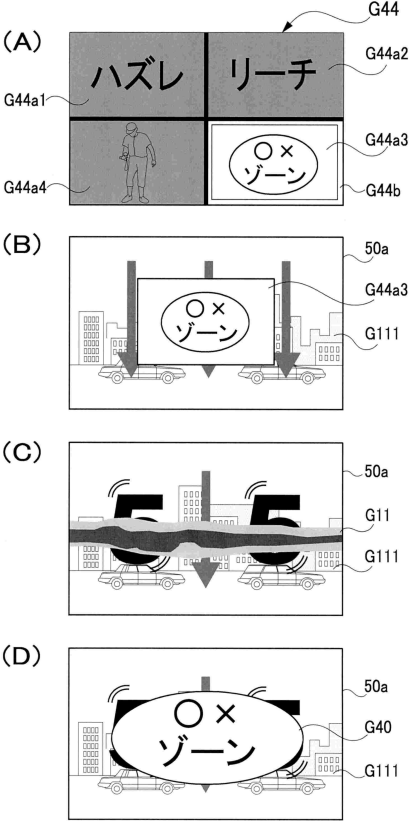 G44
(A)
ハズレ
リーチ
G44a2
G44a1
G44a3
○×
ゾーン
G44a4
G44b
(B)
50a
G44a3
○×
ゾーン
G111
(C)
50a
5 5
G11
G111
(D)
50a
○×
ゾーン
G40
G111